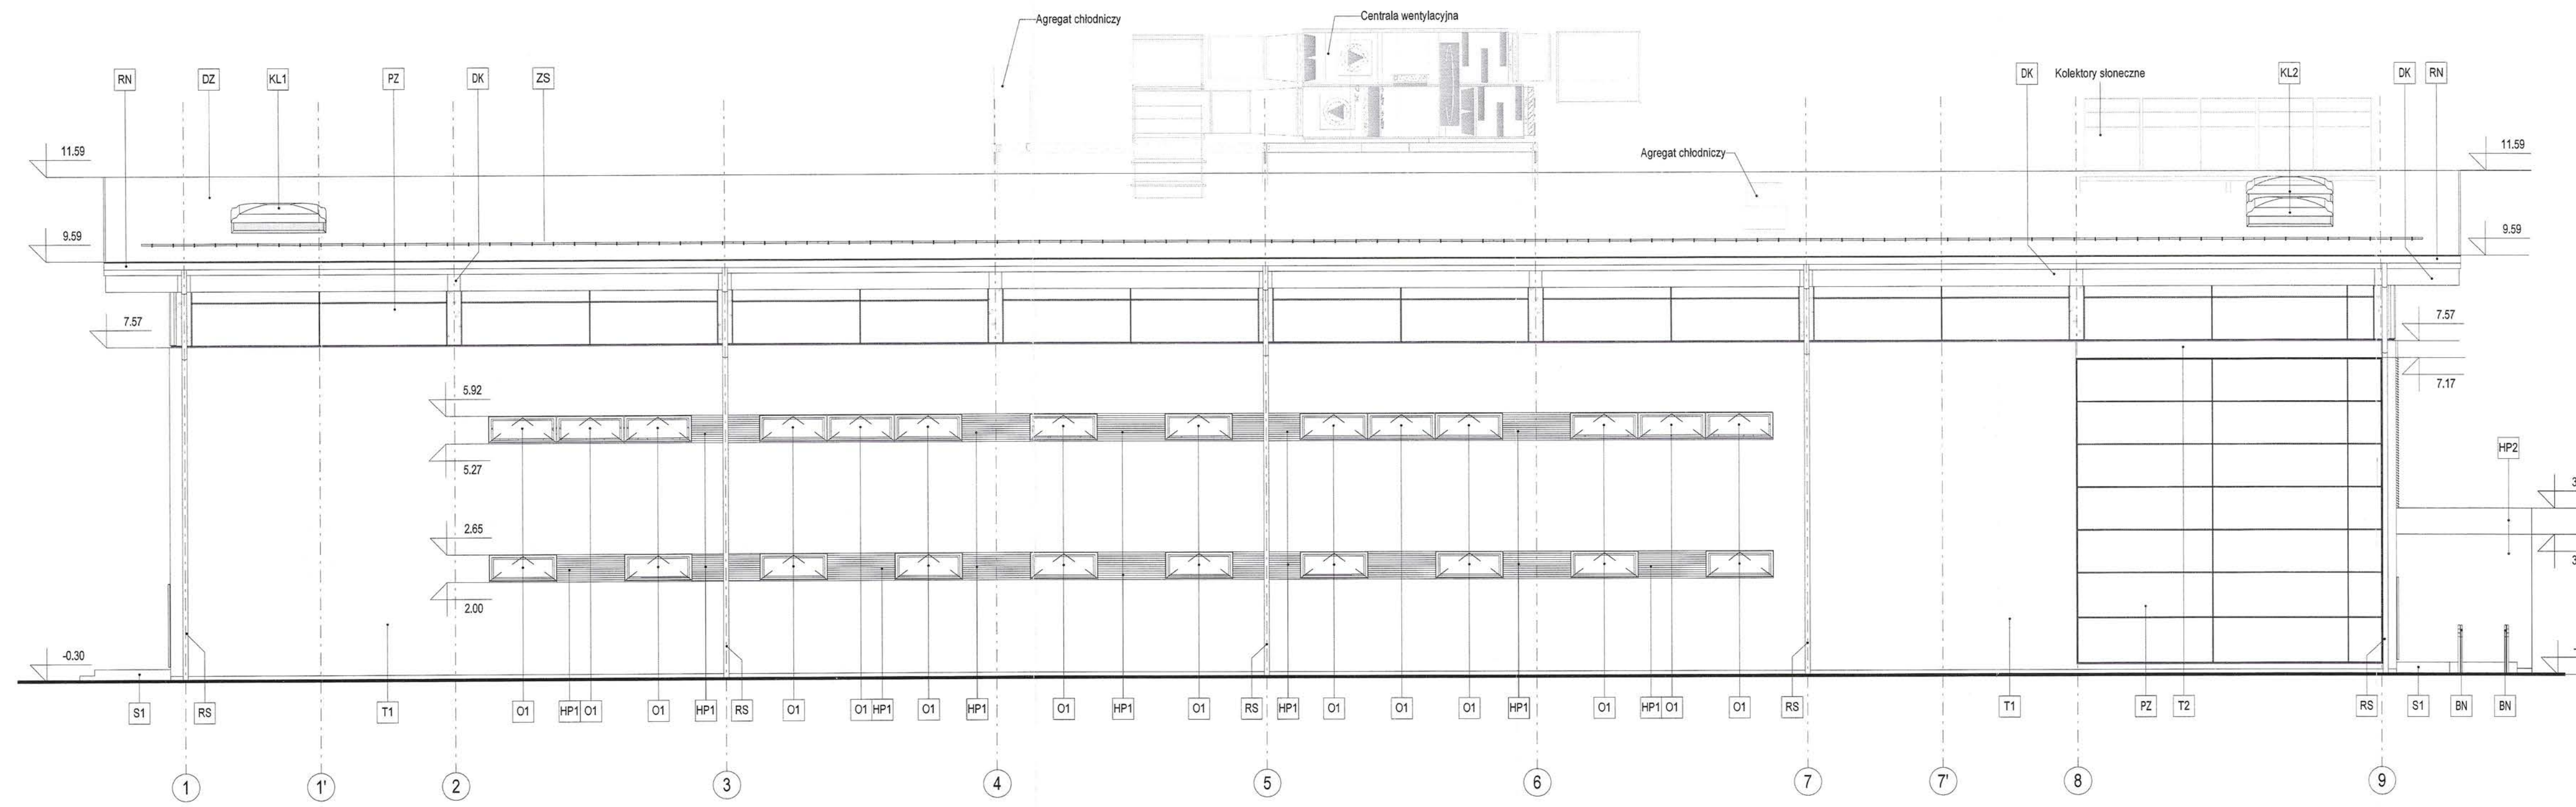 Agregat chłodniczy
Centrala wentylacyjna
RN
DZ
KL1
PZ
DK
ZS
DK
Kolektory słoneczne
KL2
DK
RN
11.59
11.59
Agregat chłodniczy
9.59
9.59
7.57
7.57
7.17
5.92
5.27
HP2
2.65
2.00
-0.30
S1
RS
T1
O1
HP1
O1
O1
HP1
RS
O1
O1
HP1
O1
HP1
O1
HP1
O1
RS
HP1
O1
O1
O1
HP1
O1
HP1
O1
O1
RS
T1
PZ
T2
RS
S1
BN
BN
1
1'
2
3
4
5
6
7
7'
8
9